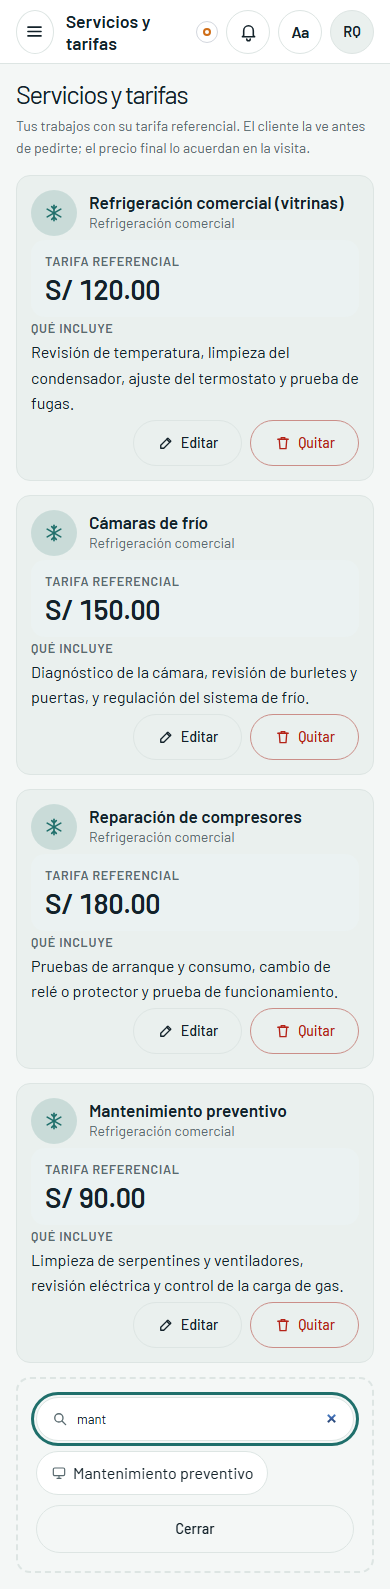 Servicios y
tarifas
Aa
RQ
Servicios y tarifas
Tus trabajos con su tarifa referencial. El cliente la ve antes
de pedirte; el precio final lo acuerdan en la visita.
Refrigeración comercial (vitrinas)
Refrigeración comercial
TARIFA REFERENCIAL
S/ 120.00
QUÉ INCLUYE
Revisión de temperatura, limpieza del
condensador, ajuste del termostato y prueba de
fugas.
Editar
Quitar
Cámaras de frío
Refrigeración comercial
TARIFA REFERENCIAL
S/ 150.00
QUÉ INCLUYE
Diagnóstico de la cámara, revisión de burletes y
puertas, y regulación del sistema de frío.
Editar
Quitar
Reparación de compresores
Refrigeración comercial
TARIFA REFERENCIAL
S/ 180.00
QUÉ INCLUYE
Pruebas de arranque y consumo, cambio de
relé o protector y prueba de funcionamiento.
Editar
Quitar
Mantenimiento preventivo
Refrigeración comercial
TARIFA REFERENCIAL
S/ 90.00
QUÉ INCLUYE
Limpieza de serpentines y ventiladores,
revisión eléctrica y control de la carga de gas.
Editar
Quitar
mant
Mantenimiento preventivo
Cerrar